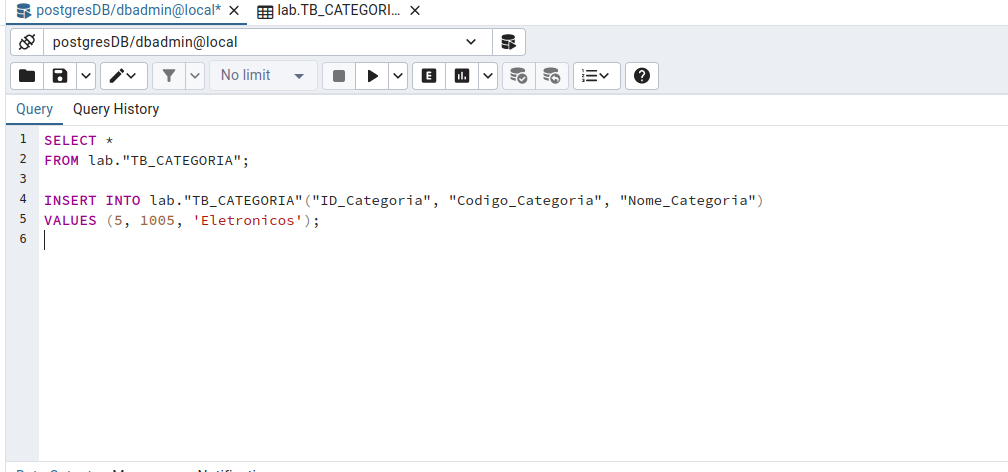 postgresDB/dbadmin@local* lab.TB_CATEGORI...
postgresDB/dbadmin@local
No limit E
Query Query History
1 SELECT *
2 FROM lab."TB_CATEGORIA";
3
4 INSERT INTO lab."TB_CATEGORIA"("ID_Categoria", "Codigo_Categoria", "Nome_Categoria")
5 VALUES (5, 1005, 'Eletronicos');
6